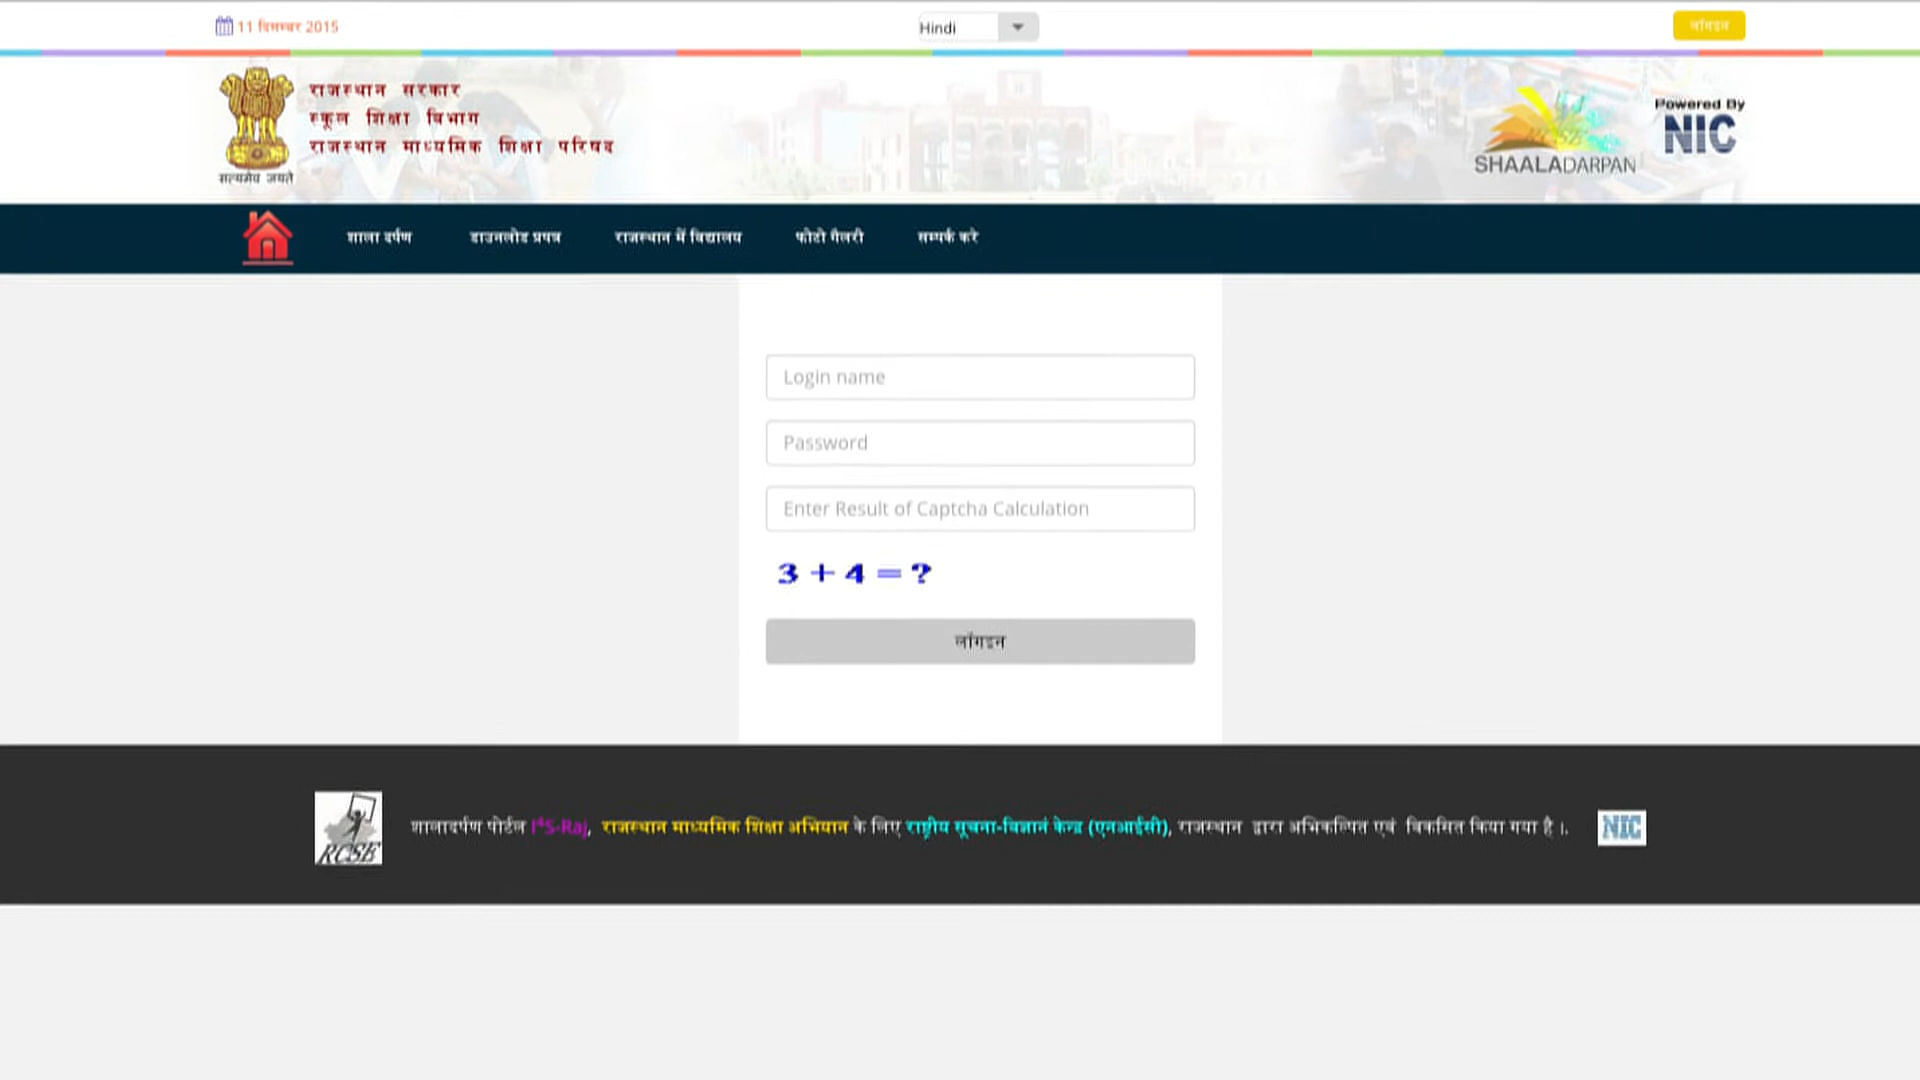 11 दिसम्बर 2015
Hindi
लॉगइन
राजस्थान सरकार
स्कूल शिक्षा विभाग
राजस्थान माध्यमिक शिक्षा परिषद
सत्यमेव जयते
SHAALADARPAN
Powered By
NIC
शाला दर्पण
डाउनलोड प्रपत्र
राजस्थान में विद्यालय
फोटो गैलरी
सम्पर्क करे
Login name
Password
Enter Result of Captcha Calculation
3 + 4 = ?
लॉगइन
RCSE
शालादर्पण पोर्टल I*S-Raj, राजस्थान माध्यमिक शिक्षा अभियान के लिए राष्ट्रीय सूचना-विज्ञानं केन्द्र (एनआईसी), राजस्थान द्वारा अभिकल्पित एवं विकसित किया गया है ।.
NIC